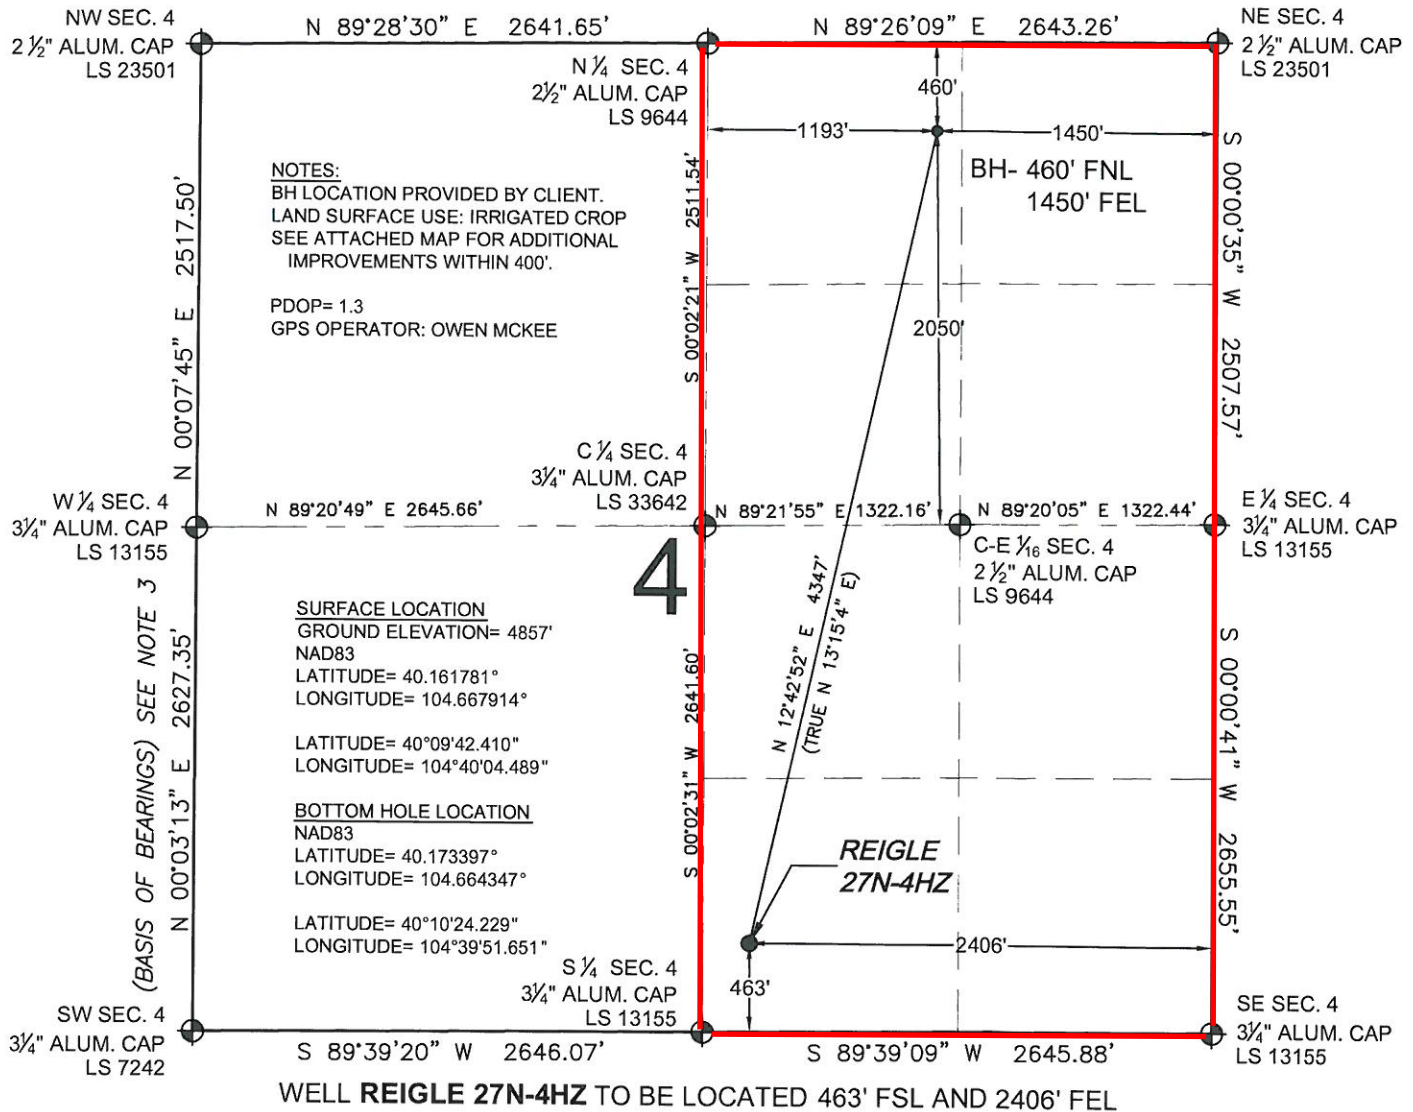 NW SEC. 4
2 ½" ALUM. CAP
LS 23501
N 89°28'30" E 2641.65'
N 89°26'09" E 2643.26'
NE SEC. 4
2 ½" ALUM. CAP
LS 23501
N ¼ SEC. 4
2½" ALUM. CAP
LS 9644
460'
1193'
1450'
BH- 460' FNL
1450' FEL
NOTES:
BH LOCATION PROVIDED BY CLIENT.
LAND SURFACE USE: IRRIGATED CROP
SEE ATTACHED MAP FOR ADDITIONAL
IMPROVEMENTS WITHIN 400'.
PDOP= 1.3
GPS OPERATOR: OWEN MCKEE
N 00°07'45" E 2517.50'
S 00°02'21" W 2511.54'
S 00°00'35" W 2507.57'
2050'
C ¼ SEC. 4
3¼" ALUM. CAP
LS 33642
W ¼ SEC. 4
3¼" ALUM. CAP
LS 13155
N 89°20'49" E 2645.66'
N 89°21'55" E 1322.16'
N 89°20'05" E 1322.44'
E ¼ SEC. 4
3¼" ALUM. CAP
LS 13155
C-E 1⁄16 SEC. 4
2 ½" ALUM. CAP
LS 9644
4
N 12°42'52" E 4347'
(TRUE N 13°15'4" E)
SURFACE LOCATION
GROUND ELEVATION= 4857'
NAD83
LATITUDE= 40.161781°
LONGITUDE= 104.667914°
LATITUDE= 40°09'42.410"
LONGITUDE= 104°40'04.489"
BOTTOM HOLE LOCATION
NAD83
LATITUDE= 40.173397°
LONGITUDE= 104.664347°
LATITUDE= 40°10'24.229"
LONGITUDE= 104°39'51.651"
(BASIS OF BEARINGS) SEE NOTE 3
N 00°03'13" E 2627.35'
S 00°02'31" W 2641.60'
S 00°00'41" W 2655.55'
REIGLE
27N-4HZ
2406'
463'
S ¼ SEC. 4
3¼" ALUM. CAP
LS 13155
SW SEC. 4
3¼" ALUM. CAP
LS 7242
SE SEC. 4
3¼" ALUM. CAP
LS 13155
S 89°39'20" W 2646.07'
S 89°39'09" W 2645.88'
WELL REIGLE 27N-4HZ TO BE LOCATED 463' FSL AND 2406' FEL